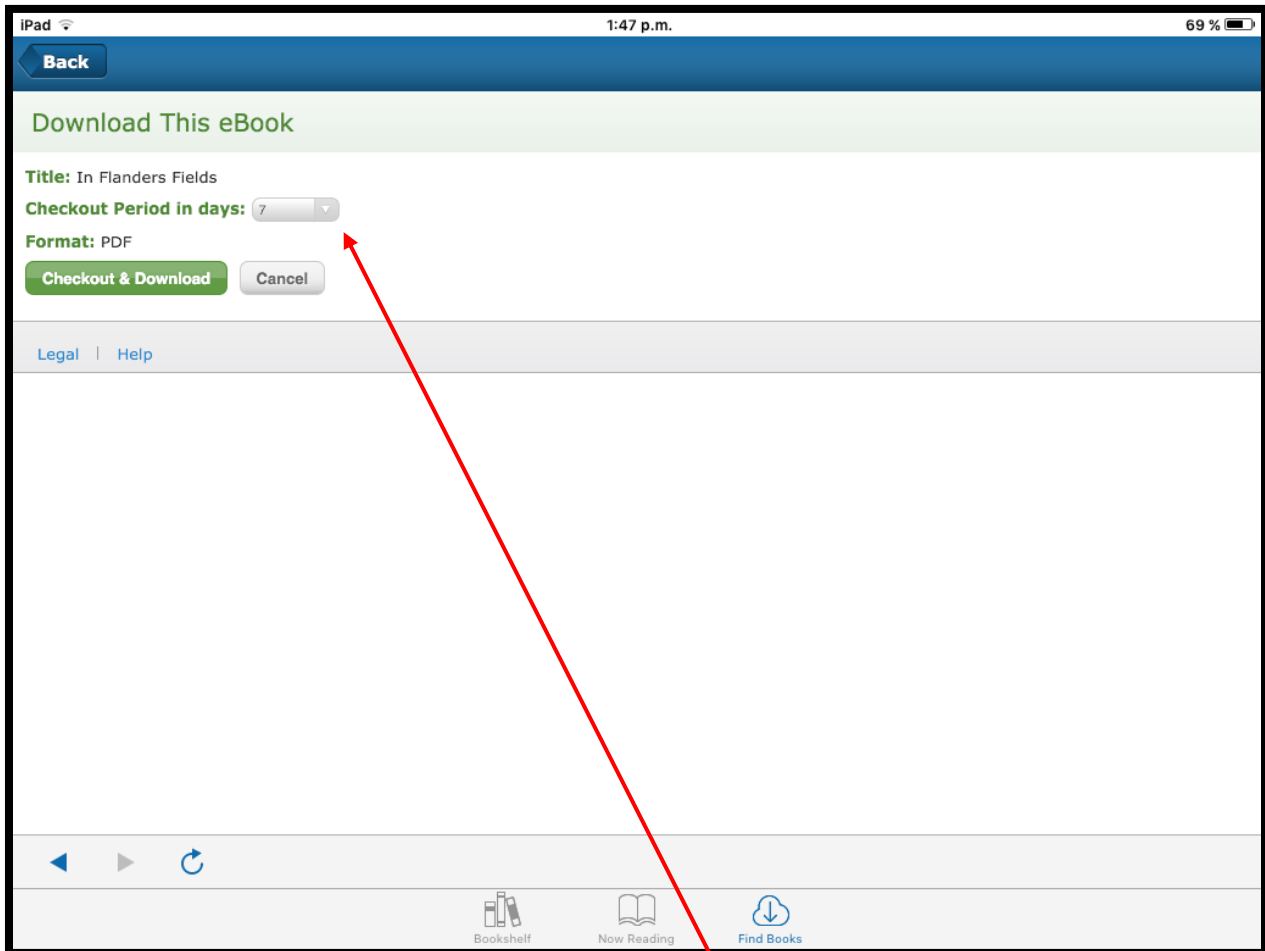 iPad 1:47 p.m. 69 %
Back
Download This eBook
Title: In Flanders Fields
Checkout Period in days: 7
Format: PDF
Checkout & Download Cancel
Legal | Help
Bookshelf Now Reading Find Books